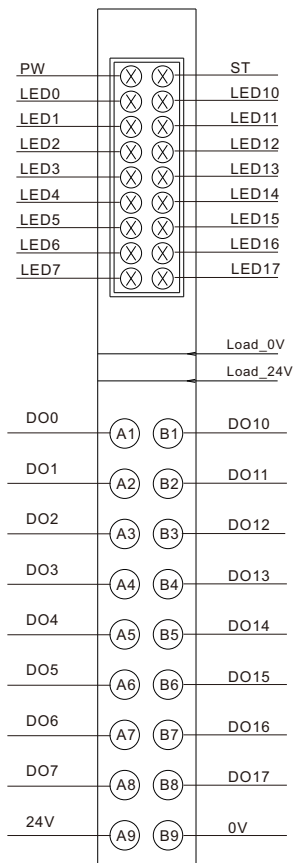 PW ST
LED0 LED10
LED1 LED11
LED2 LED12
LED3 LED13
LED4 LED14
LED5 LED15
LED6 LED16
LED7 LED17
Load_0V
Load_24V
DO0 A1 B1 DO10
DO1 A2 B2 DO11
DO2 A3 B3 DO12
DO3 A4 B4 DO13
DO4 A5 B5 DO14
DO5 A6 B6 DO15
DO6 A7 B7 DO16
DO7 A8 B8 DO17
24V A9 B9 0V